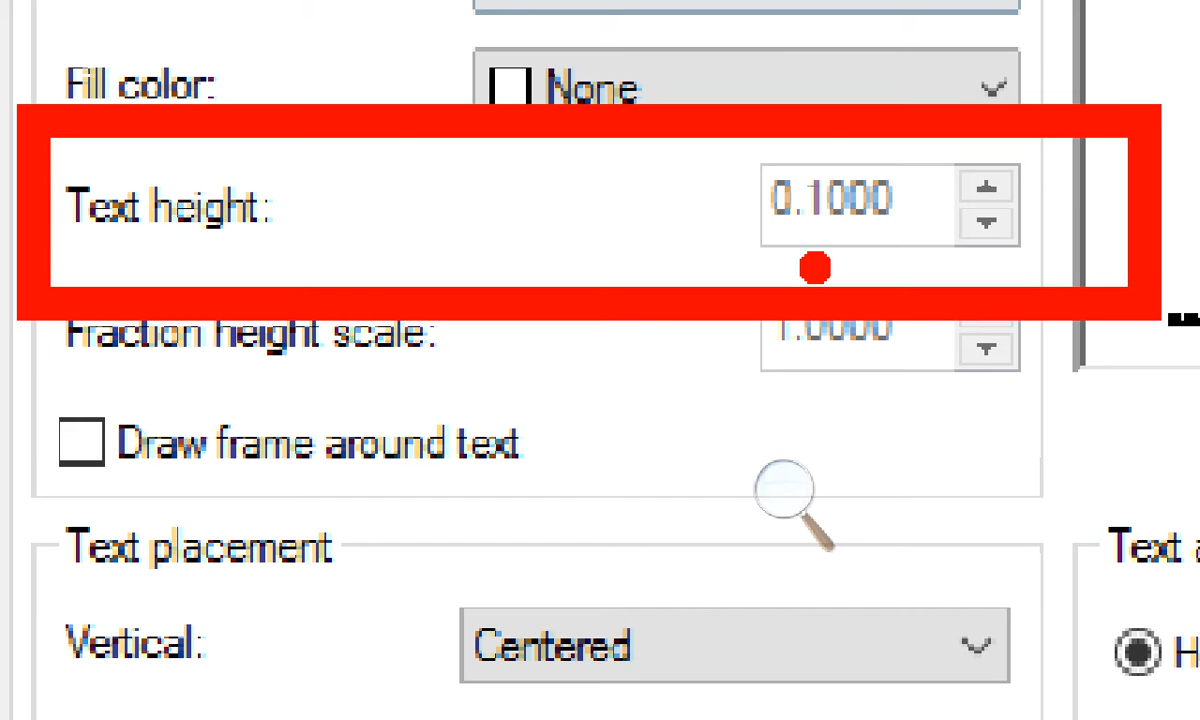 Fill color: None
Text height: 0.1000
Fraction height scale: 1.0000
Draw frame around text
Text placement
Text
Vertical: Centered